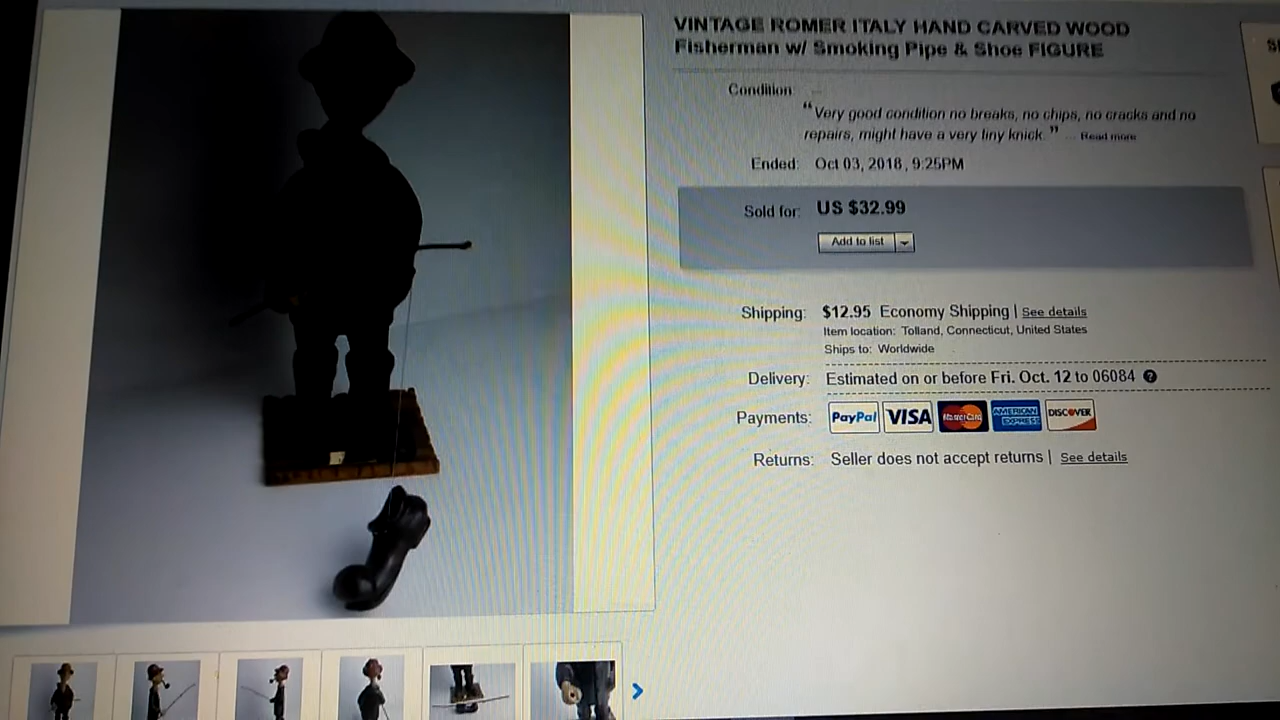 VINTAGE ROMER ITALY HAND CARVED WOOD
Fisherman w/ Smoking Pipe & Shoe FIGURE
Condition: --
“Very good condition no breaks, no chips, no cracks and no
repairs, might have a very tiny knick.” ... Read more
Ended: Oct 03, 2018, 9:25PM
Sold for: US $32.99
Add to list
Shipping: $12.95 Economy Shipping | See details
Item location: Tolland, Connecticut, United States
Ships to: Worldwide
Delivery: Estimated on or before Fri. Oct. 12 to 06084 ?
Payments: PayPal VISA MasterCard AMERICAN EXPRESS DISCOVER
Returns: Seller does not accept returns | See details